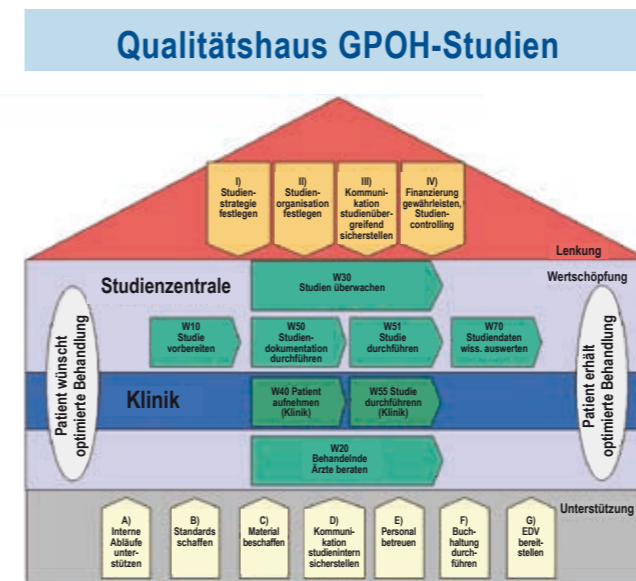 Qualitätshaus GPOH-Studien
I)
Studien-
strategie
festlegen
II)
Studien-
organisation
festlegen
III)
Kommuni-
kation
studienüber-
greifend
sicherstellen
IV)
Finanzierung
gewährleisten,
Studien-
controlling
Lenkung
Wertschöpfung
Studienzentrale
W30
Studien überwachen
W10
Studie
vorbereiten
W50
Studien-
dokumentation
durchführen
W51
Studie
durchführen
W70
Studiendaten
wiss. auswerten
Patient wünscht
optimierte Behandlung
Patient erhält
optimierte Behandlung
Klinik
W40 Patient
aufnehmen
(Klinik)
W55 Studie
durchführenn
(Klinik)
W20
Behandelnde
Ärzte beraten
Unterstützung
A)
Interne
Abläufe
unter-
stützen
B)
Standards
schaffen
C)
Material
beschaffen
D)
Kommuni-
kation
studienintern
sicherstellen
E)
Personal
betreuen
F)
Buch-
haltung
durch-
führen
G)
EDV
bereit-
stellen